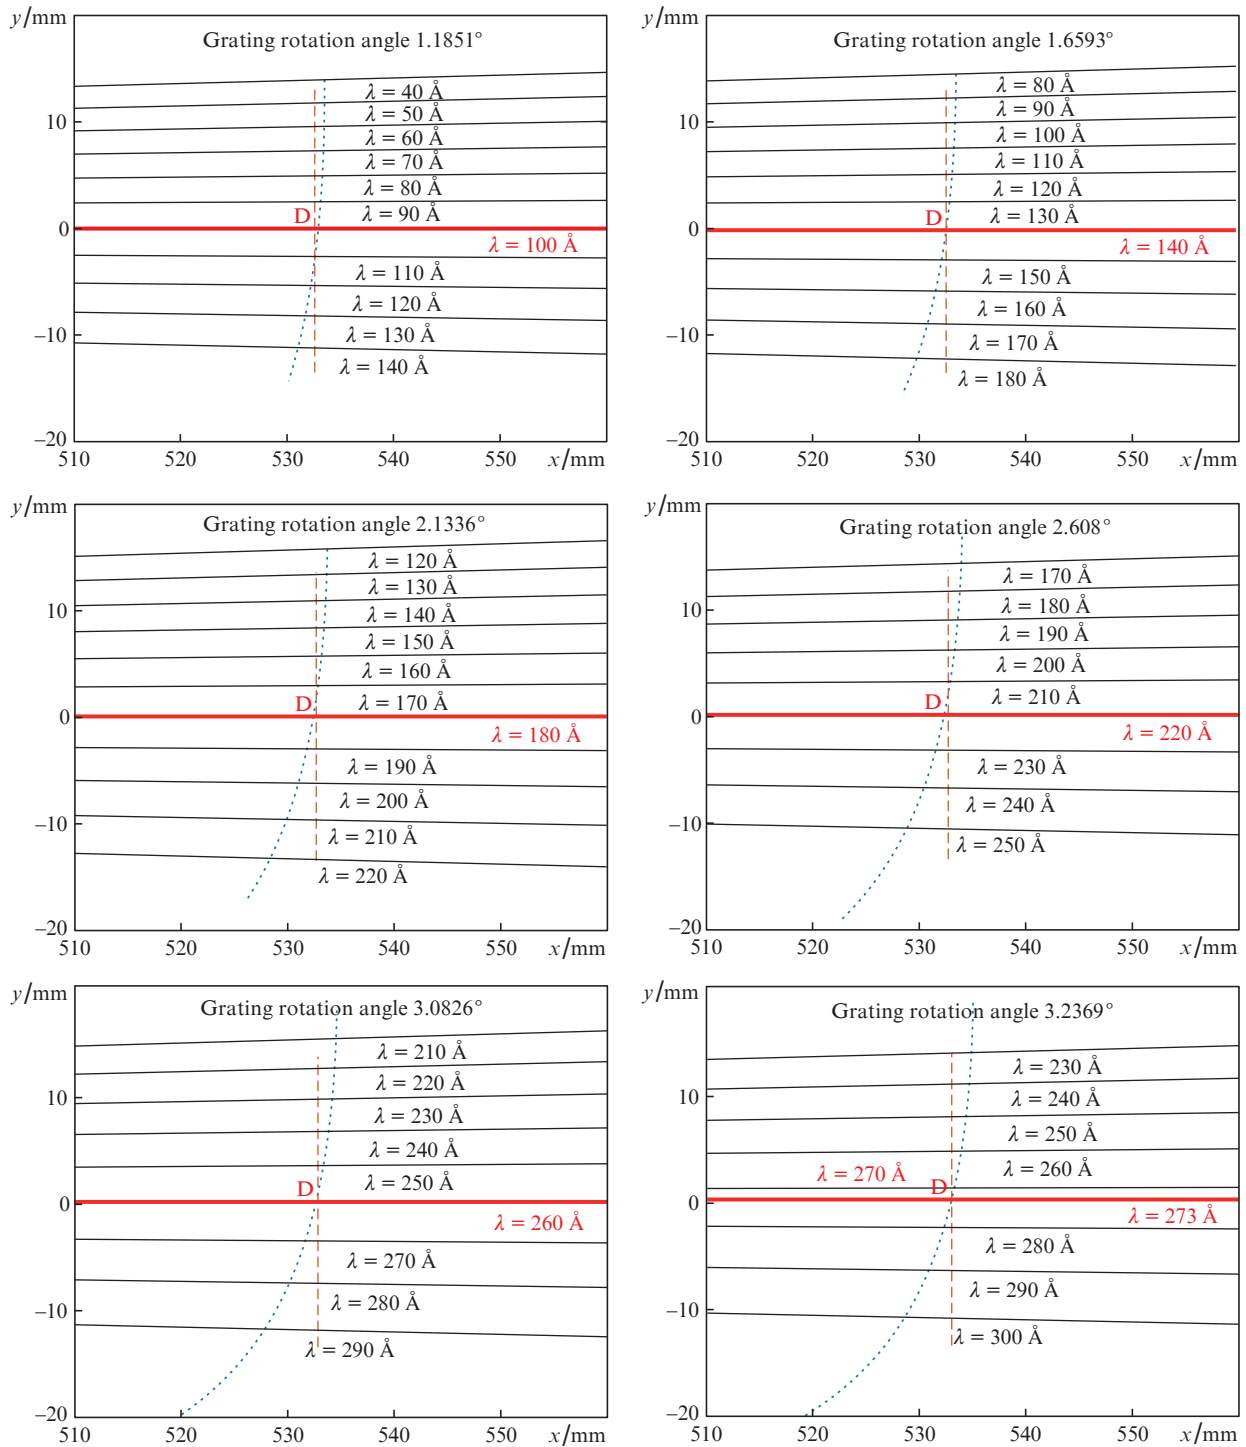 y/mm
Grating rotation angle 1.1851°
λ = 40 Å
λ = 50 Å
10
λ = 60 Å
λ = 70 Å
λ = 80 Å
D
λ = 90 Å
0
λ = 100 Å
λ = 110 Å
λ = 120 Å
−10
λ = 130 Å
λ = 140 Å
−20
510 520 530 540 550 x/mm
y/mm
Grating rotation angle 1.6593°
λ = 80 Å
λ = 90 Å
10
λ = 100 Å
λ = 110 Å
λ = 120 Å
D
λ = 130 Å
0
λ = 140 Å
λ = 150 Å
λ = 160 Å
−10
λ = 170 Å
λ = 180 Å
−20
510 520 530 540 550 x/mm
y/mm
Grating rotation angle 2.1336°
λ = 120 Å
λ = 130 Å
10
λ = 140 Å
λ = 150 Å
λ = 160 Å
D
λ = 170 Å
0
λ = 180 Å
λ = 190 Å
λ = 200 Å
−10
λ = 210 Å
λ = 220 Å
−20
510 520 530 540 550 x/mm
y/mm
Grating rotation angle 2.608°
λ = 170 Å
10
λ = 180 Å
λ = 190 Å
λ = 200 Å
λ = 210 Å
D
0
λ = 220 Å
λ = 230 Å
λ = 240 Å
−10
λ = 250 Å
−20
510 520 530 540 550 x/mm
y/mm
Grating rotation angle 3.0826°
λ = 210 Å
λ = 220 Å
10
λ = 230 Å
λ = 240 Å
λ = 250 Å
D
0
λ = 260 Å
λ = 270 Å
λ = 280 Å
−10
λ = 290 Å
−20
510 520 530 540 550 x/mm
y/mm
Grating rotation angle 3.2369°
λ = 230 Å
λ = 240 Å
10
λ = 250 Å
λ = 260 Å
λ = 270 Å
D
0
λ = 273 Å
λ = 280 Å
λ = 290 Å
−10
λ = 300 Å
−20
510 520 530 540 550 x/mm